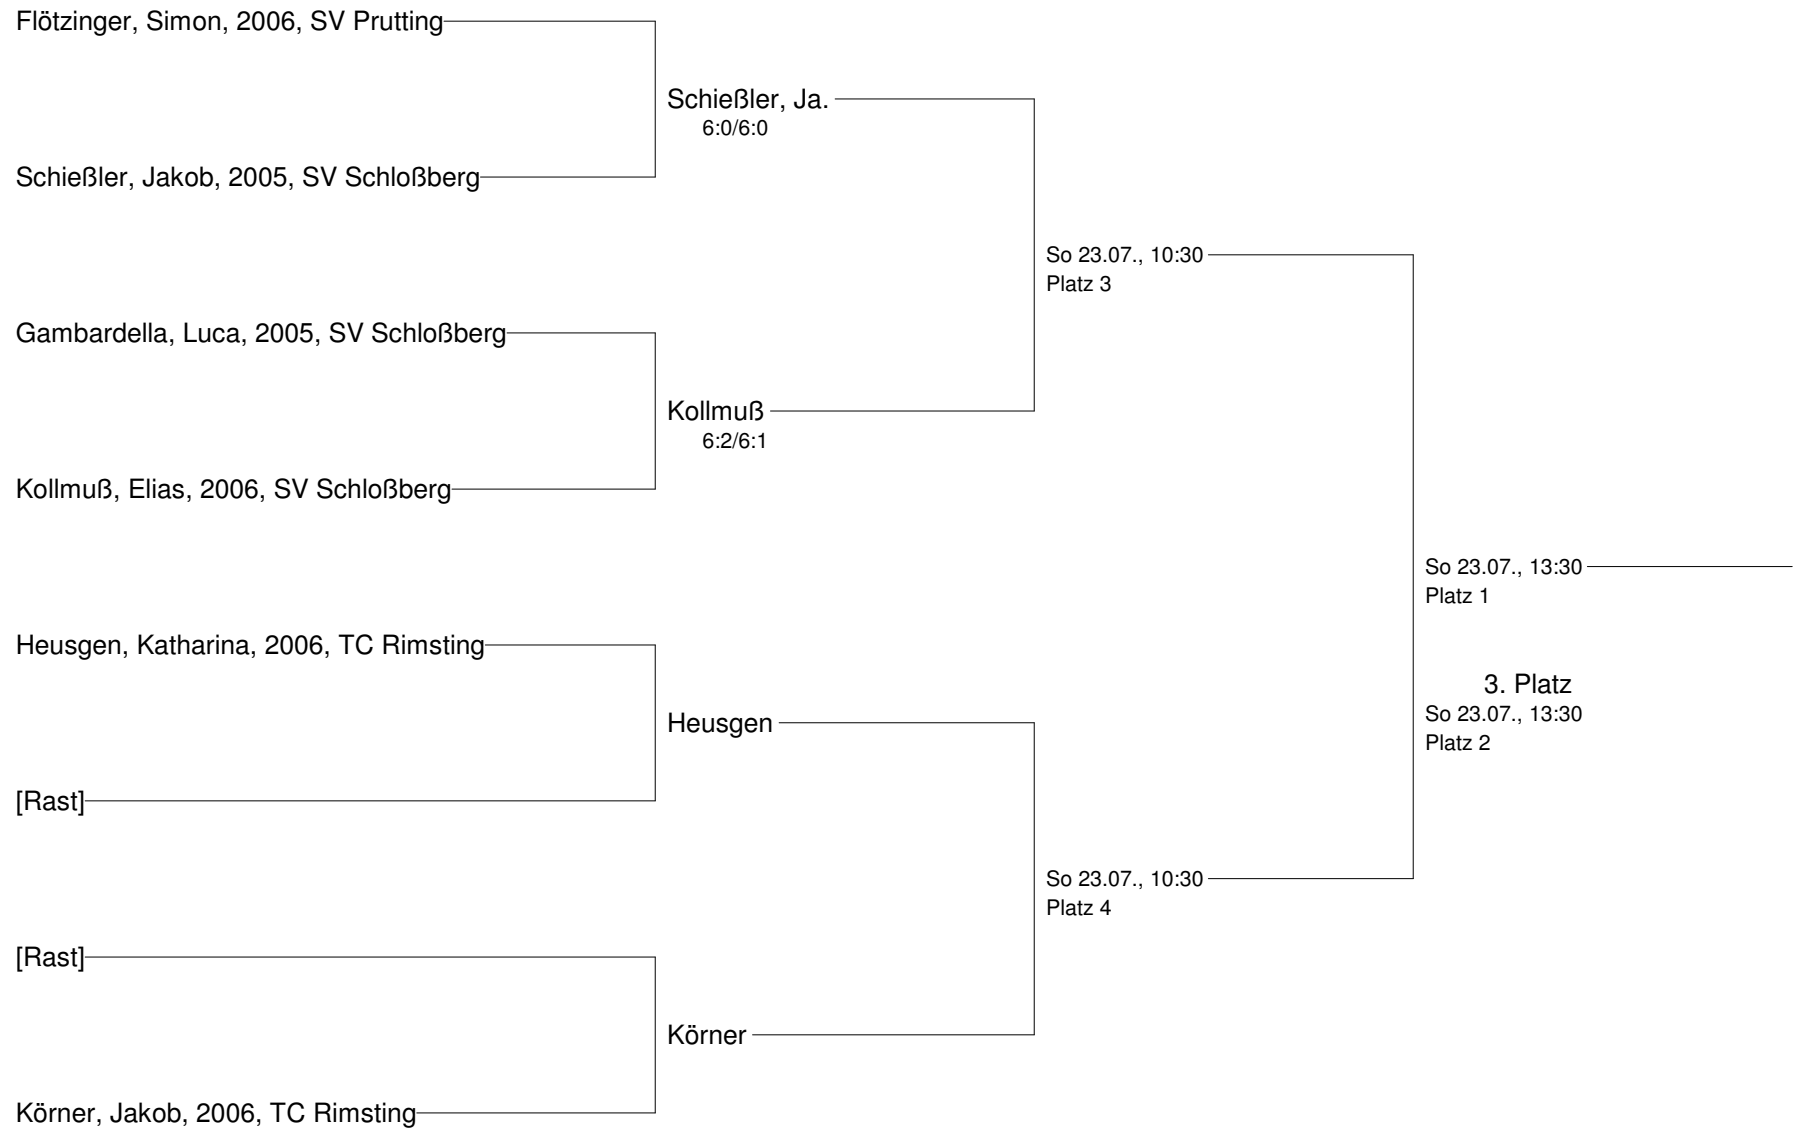 Flötzinger, Simon, 2006, SV Prutting
Schießler, Ja.
6:0/6:0
Schießler, Jakob, 2005, SV Schloßberg
So 23.07., 10:30
Platz 3
Gambardella, Luca, 2005, SV Schloßberg
Kollmuß
6:2/6:1
Kollmuß, Elias, 2006, SV Schloßberg
So 23.07., 13:30
Platz 1
Heusgen, Katharina, 2006, TC Rimsting
3. Platz
So 23.07., 13:30
Platz 2
Heusgen
[Rast]
So 23.07., 10:30
Platz 4
[Rast]
Körner
Körner, Jakob, 2006, TC Rimsting